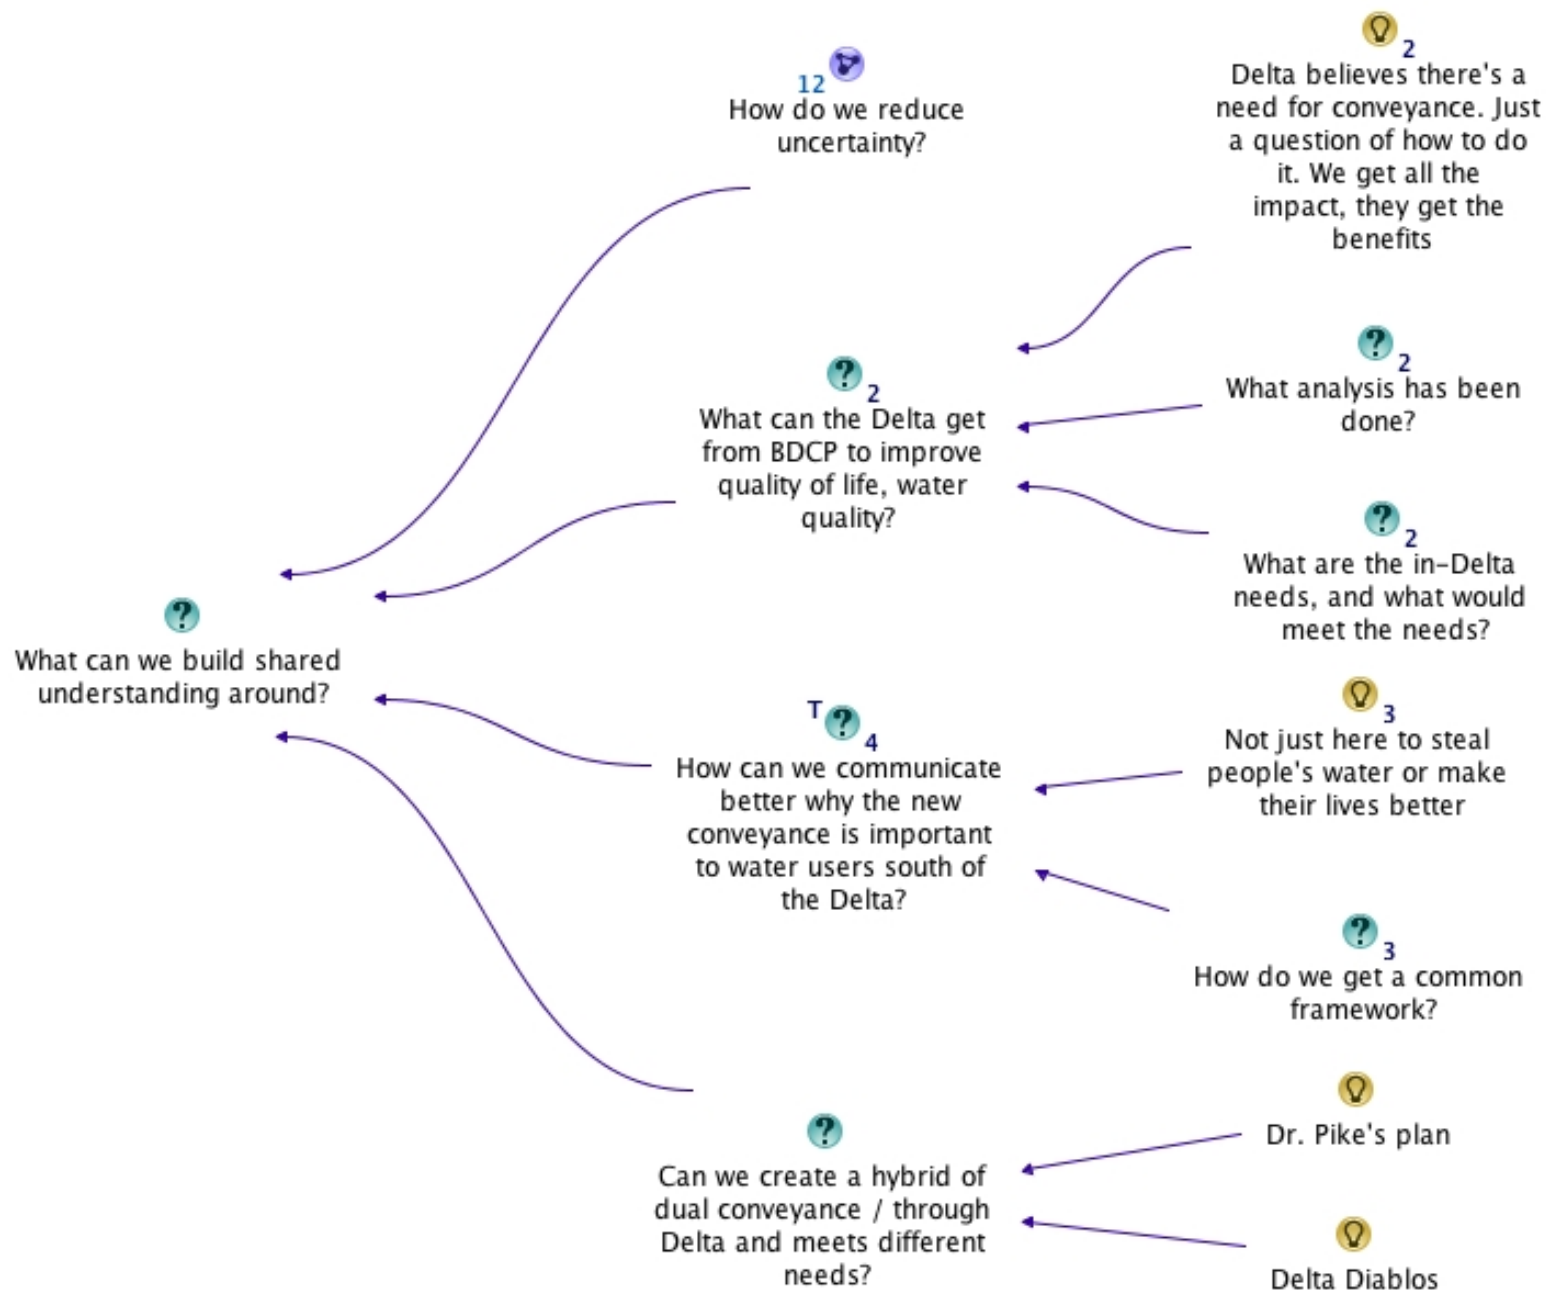 12
How do we reduce
uncertainty?
2
Delta believes there's a
need for conveyance. Just
a question of how to do
it. We get all the
impact, they get the
benefits
?
2
What can the Delta get
from BDCP to improve
quality of life, water
quality?
?
2
What analysis has been
done?
?
2
What are the in-Delta
needs, and what would
meet the needs?
?
What can we build shared
understanding around?
T
?
4
How can we communicate
better why the new
conveyance is important
to water users south of
the Delta?
3
Not just here to steal
people's water or make
their lives better
?
3
How do we get a common
framework?
?
Can we create a hybrid of
dual conveyance / through
Delta and meets different
needs?
Dr. Pike's plan
Delta Diablos